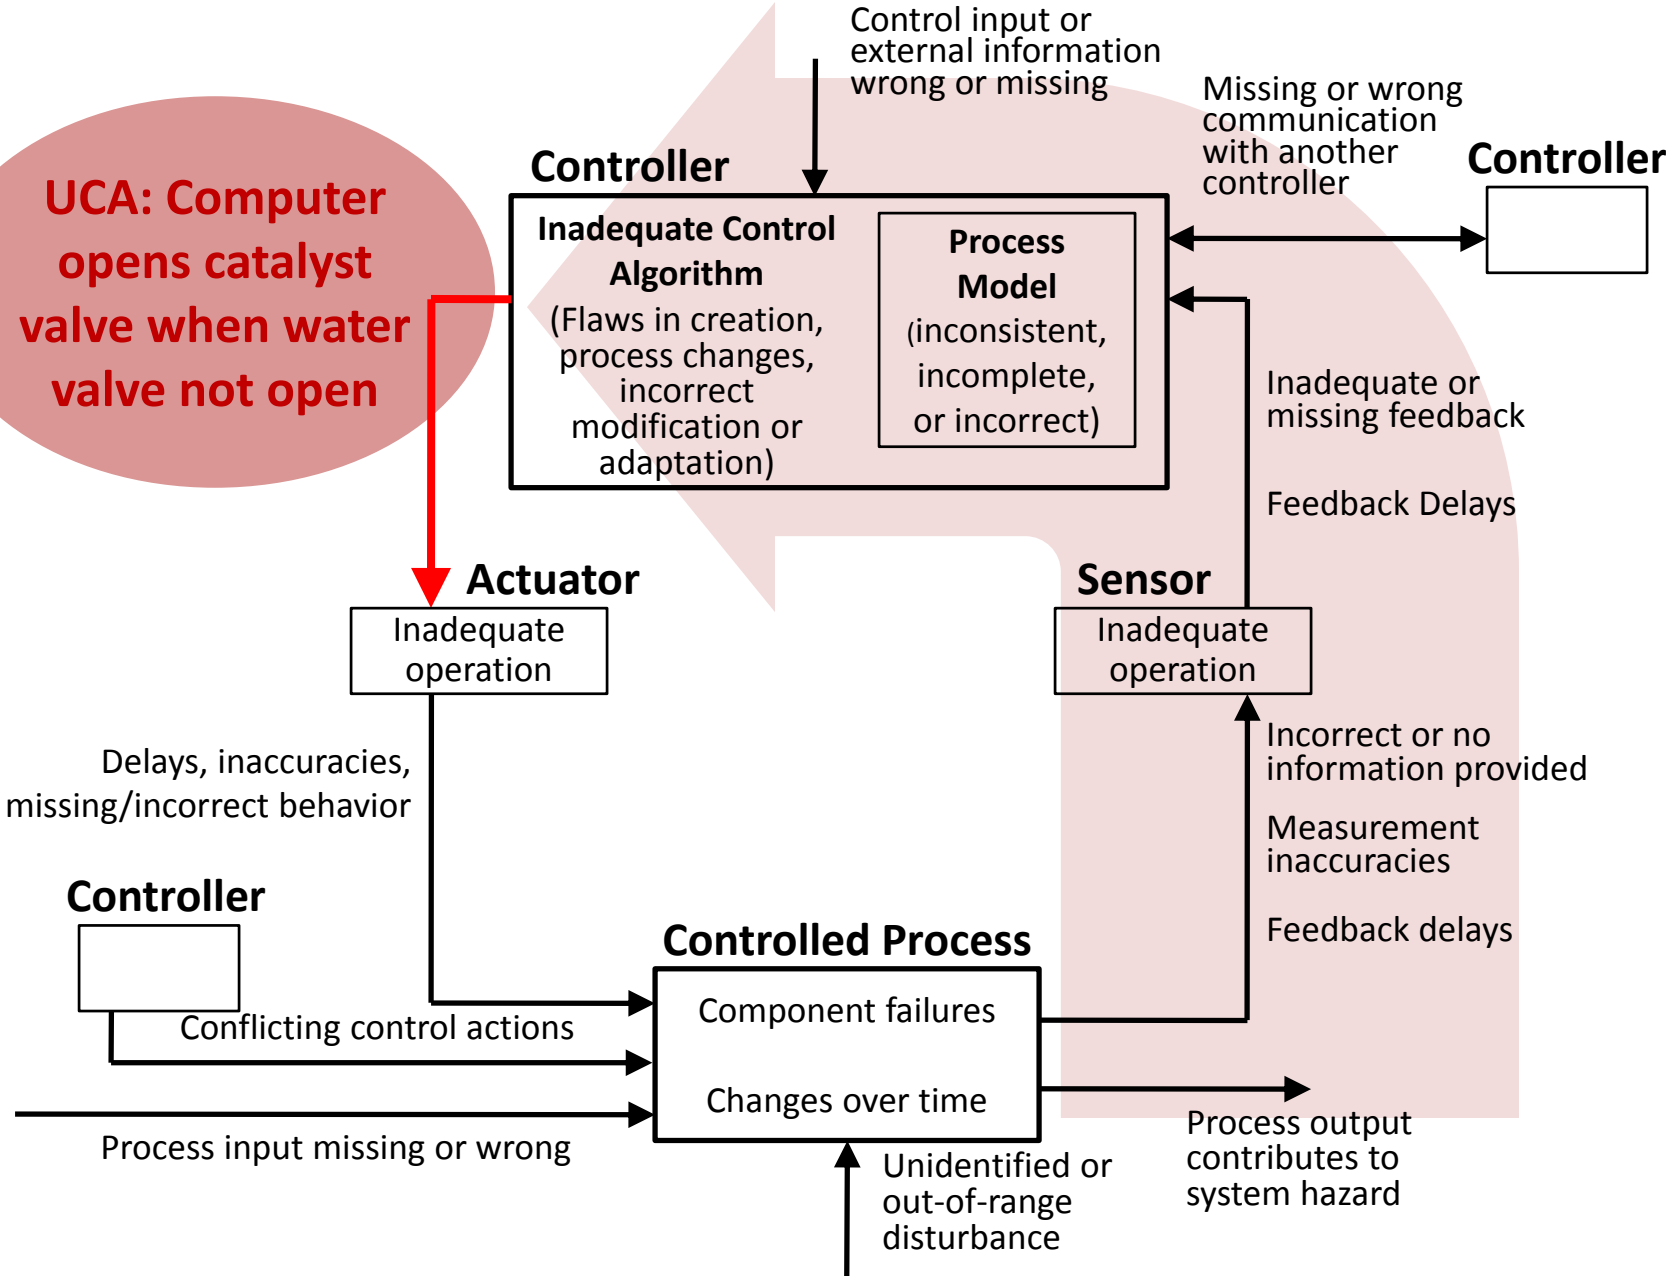 Control input or
external information
wrong or missing
Missing or wrong
communication
with another
controller
Controller
Controller
UCA: Computer
opens catalyst
valve when water
valve not open
Inadequate Control
Algorithm
(Flaws in creation,
process changes,
incorrect
modification or
adaptation)
Process
Model
(inconsistent,
incomplete,
or incorrect)
Inadequate or
missing feedback
Feedback Delays
Actuator
Inadequate
operation
Sensor
Inadequate
operation
Delays, inaccuracies,
missing/incorrect behavior
Incorrect or no
information provided
Measurement
inaccuracies
Feedback delays
Controller
Conflicting control actions
Controlled Process
Component failures
Changes over time
Process input missing or wrong
Unidentified or
out-of-range
disturbance
Process output
contributes to
system hazard